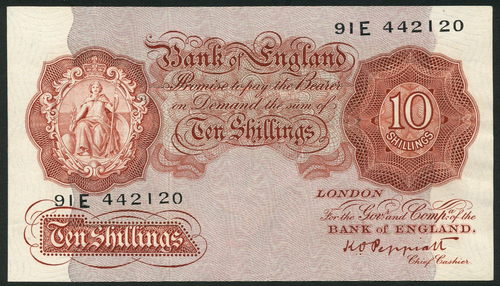 91E 442120
Bank of England
Promise to pay the Bearer
on Demand the sum of
Ten Shillings
10
SHILLINGS
91E 442120
LONDON
For the Govr. and Compa. of the
BANK OF ENGLAND.
K O Peppiatt
Chief Cashier.
Ten Shillings